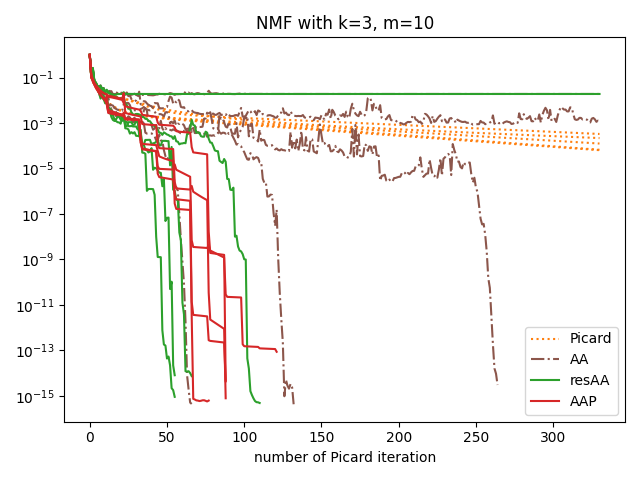 NMF with k=3, m=10
10⁻¹
10⁻³
10⁻⁵
10⁻⁷
10⁻⁹
10⁻¹¹
10⁻¹³
10⁻¹⁵
Picard
AA
resAA
AAP
0 50 100 150 200 250 300
number of Picard iteration